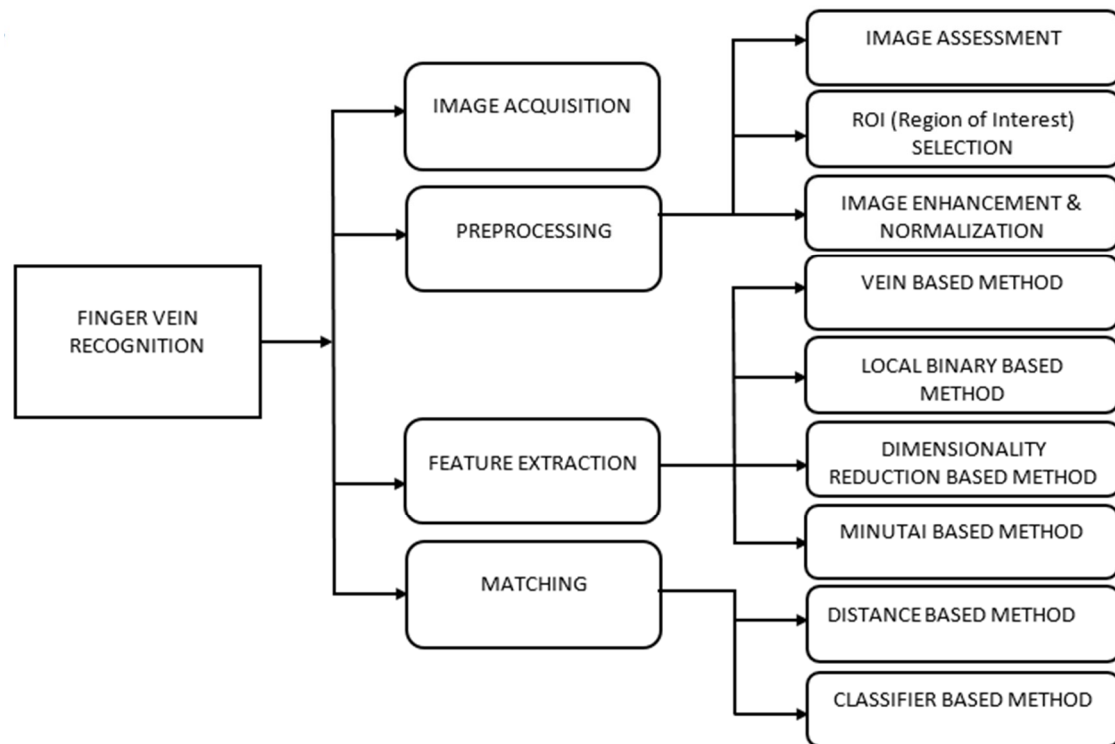 FINGER VEIN
RECOGNITION
IMAGE ACQUISITION
PREPROCESSING
FEATURE EXTRACTION
MATCHING
IMAGE ASSESSMENT
ROI (Region of Interest)
SELECTION
IMAGE ENHANCEMENT &
NORMALIZATION
VEIN BASED METHOD
LOCAL BINARY BASED
METHOD
DIMENSIONALITY
REDUCTION BASED METHOD
MINUTAI BASED METHOD
DISTANCE BASED METHOD
CLASSIFIER BASED METHOD